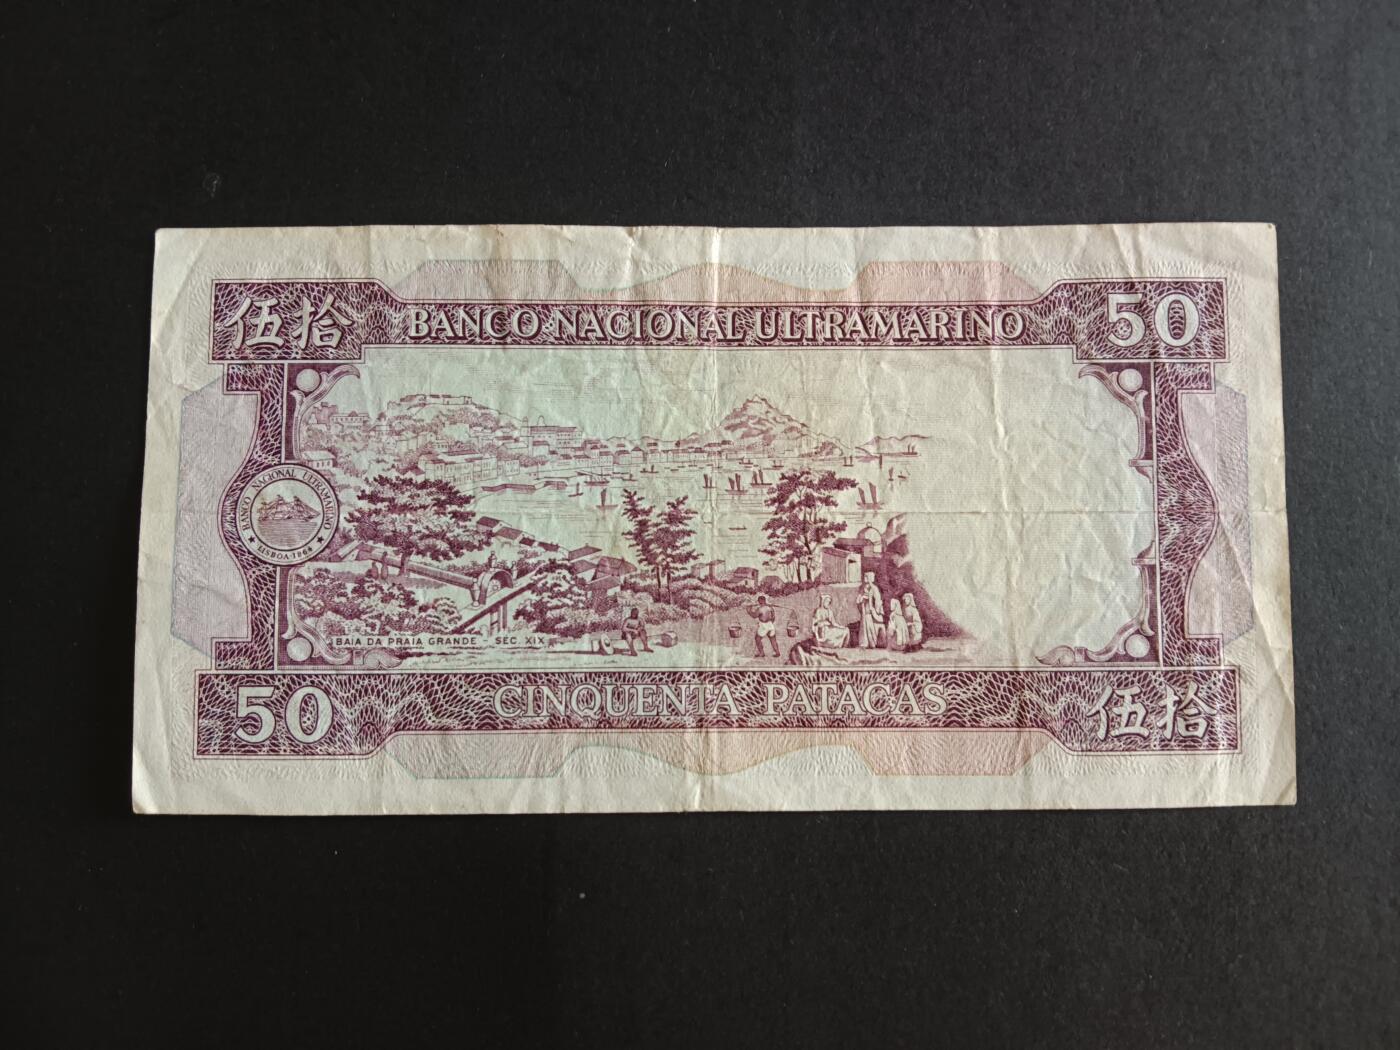 伍拾 BANCO NACIONAL ULTRAMARINO 50
BANCO NACIONAL ULTRAMARINO
LISBOA-1864
BAIA DA PRAIA GRANDE - SÉC. XIX
50 CINQUENTA PATACAS 伍拾